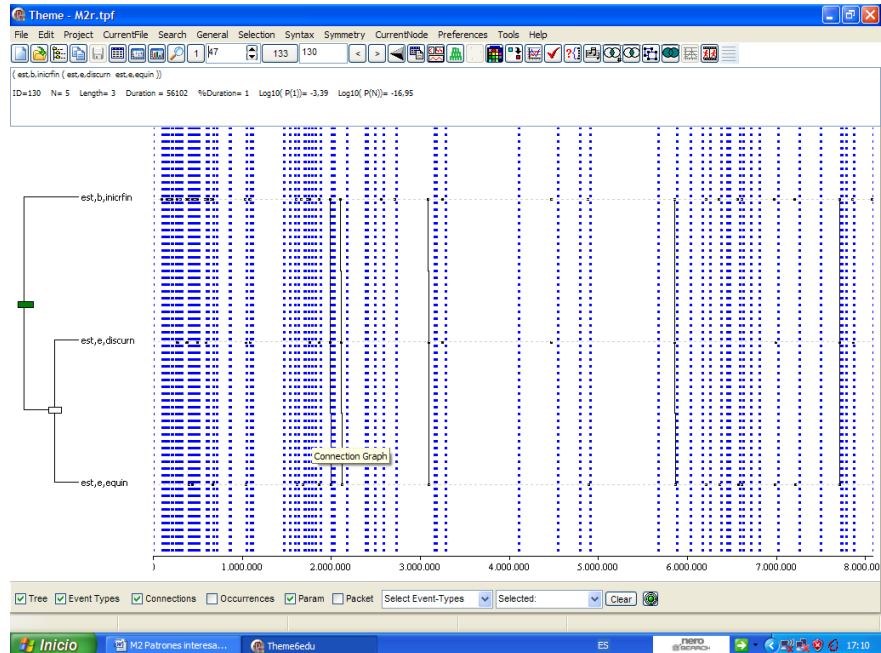 Theme - M2r.tpf
File Edit Project CurrentFile Search General Selection Syntax Symmetry CurrentNode Preferences Tools Help
1 47 133 130 < >
( est,b,inicrfin ( est,e,discurn est,e,equin ))
ID=130 N= 5 Length= 3 Duration = 56102 %Duration= 1 Log10( P(1))= -3,39 Log10( P(N))= -16,95
est,b,inicrfin
est,e,discurn
Connection Graph
est,e,equin
) 1.000.000 2.000.000 3.000.000 4.000.000 5.000.000 6.000.000 7.000.000 8.000.00
Tree Event Types Connections Occurrences Param Packet Select Event-Types Selected: Clear
Inicio M2 Patrones interesa... Theme6edu ES nero SEARCH 17:10